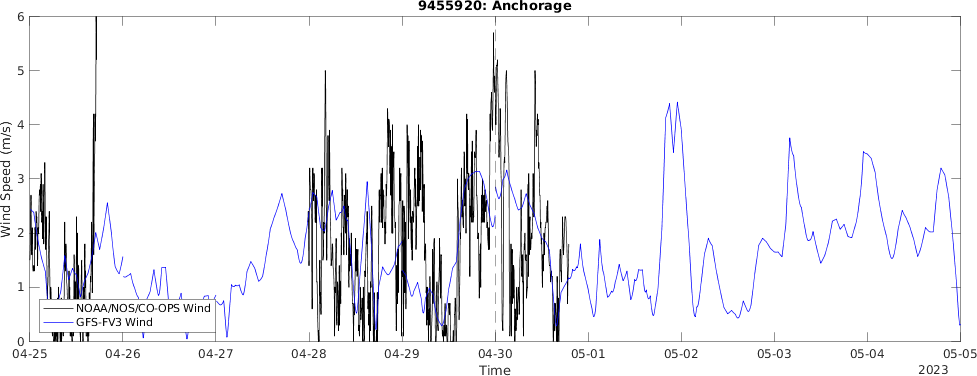 9455920: Anchorage
6
5
4
3
2
1
0
Wind Speed (m/s)
NOAA/NOS/CO-OPS Wind
GFS-FV3 Wind
04-25 04-26 04-27 04-28 04-29 04-30 05-01 05-02 05-03 05-04 05-05
Time
2023